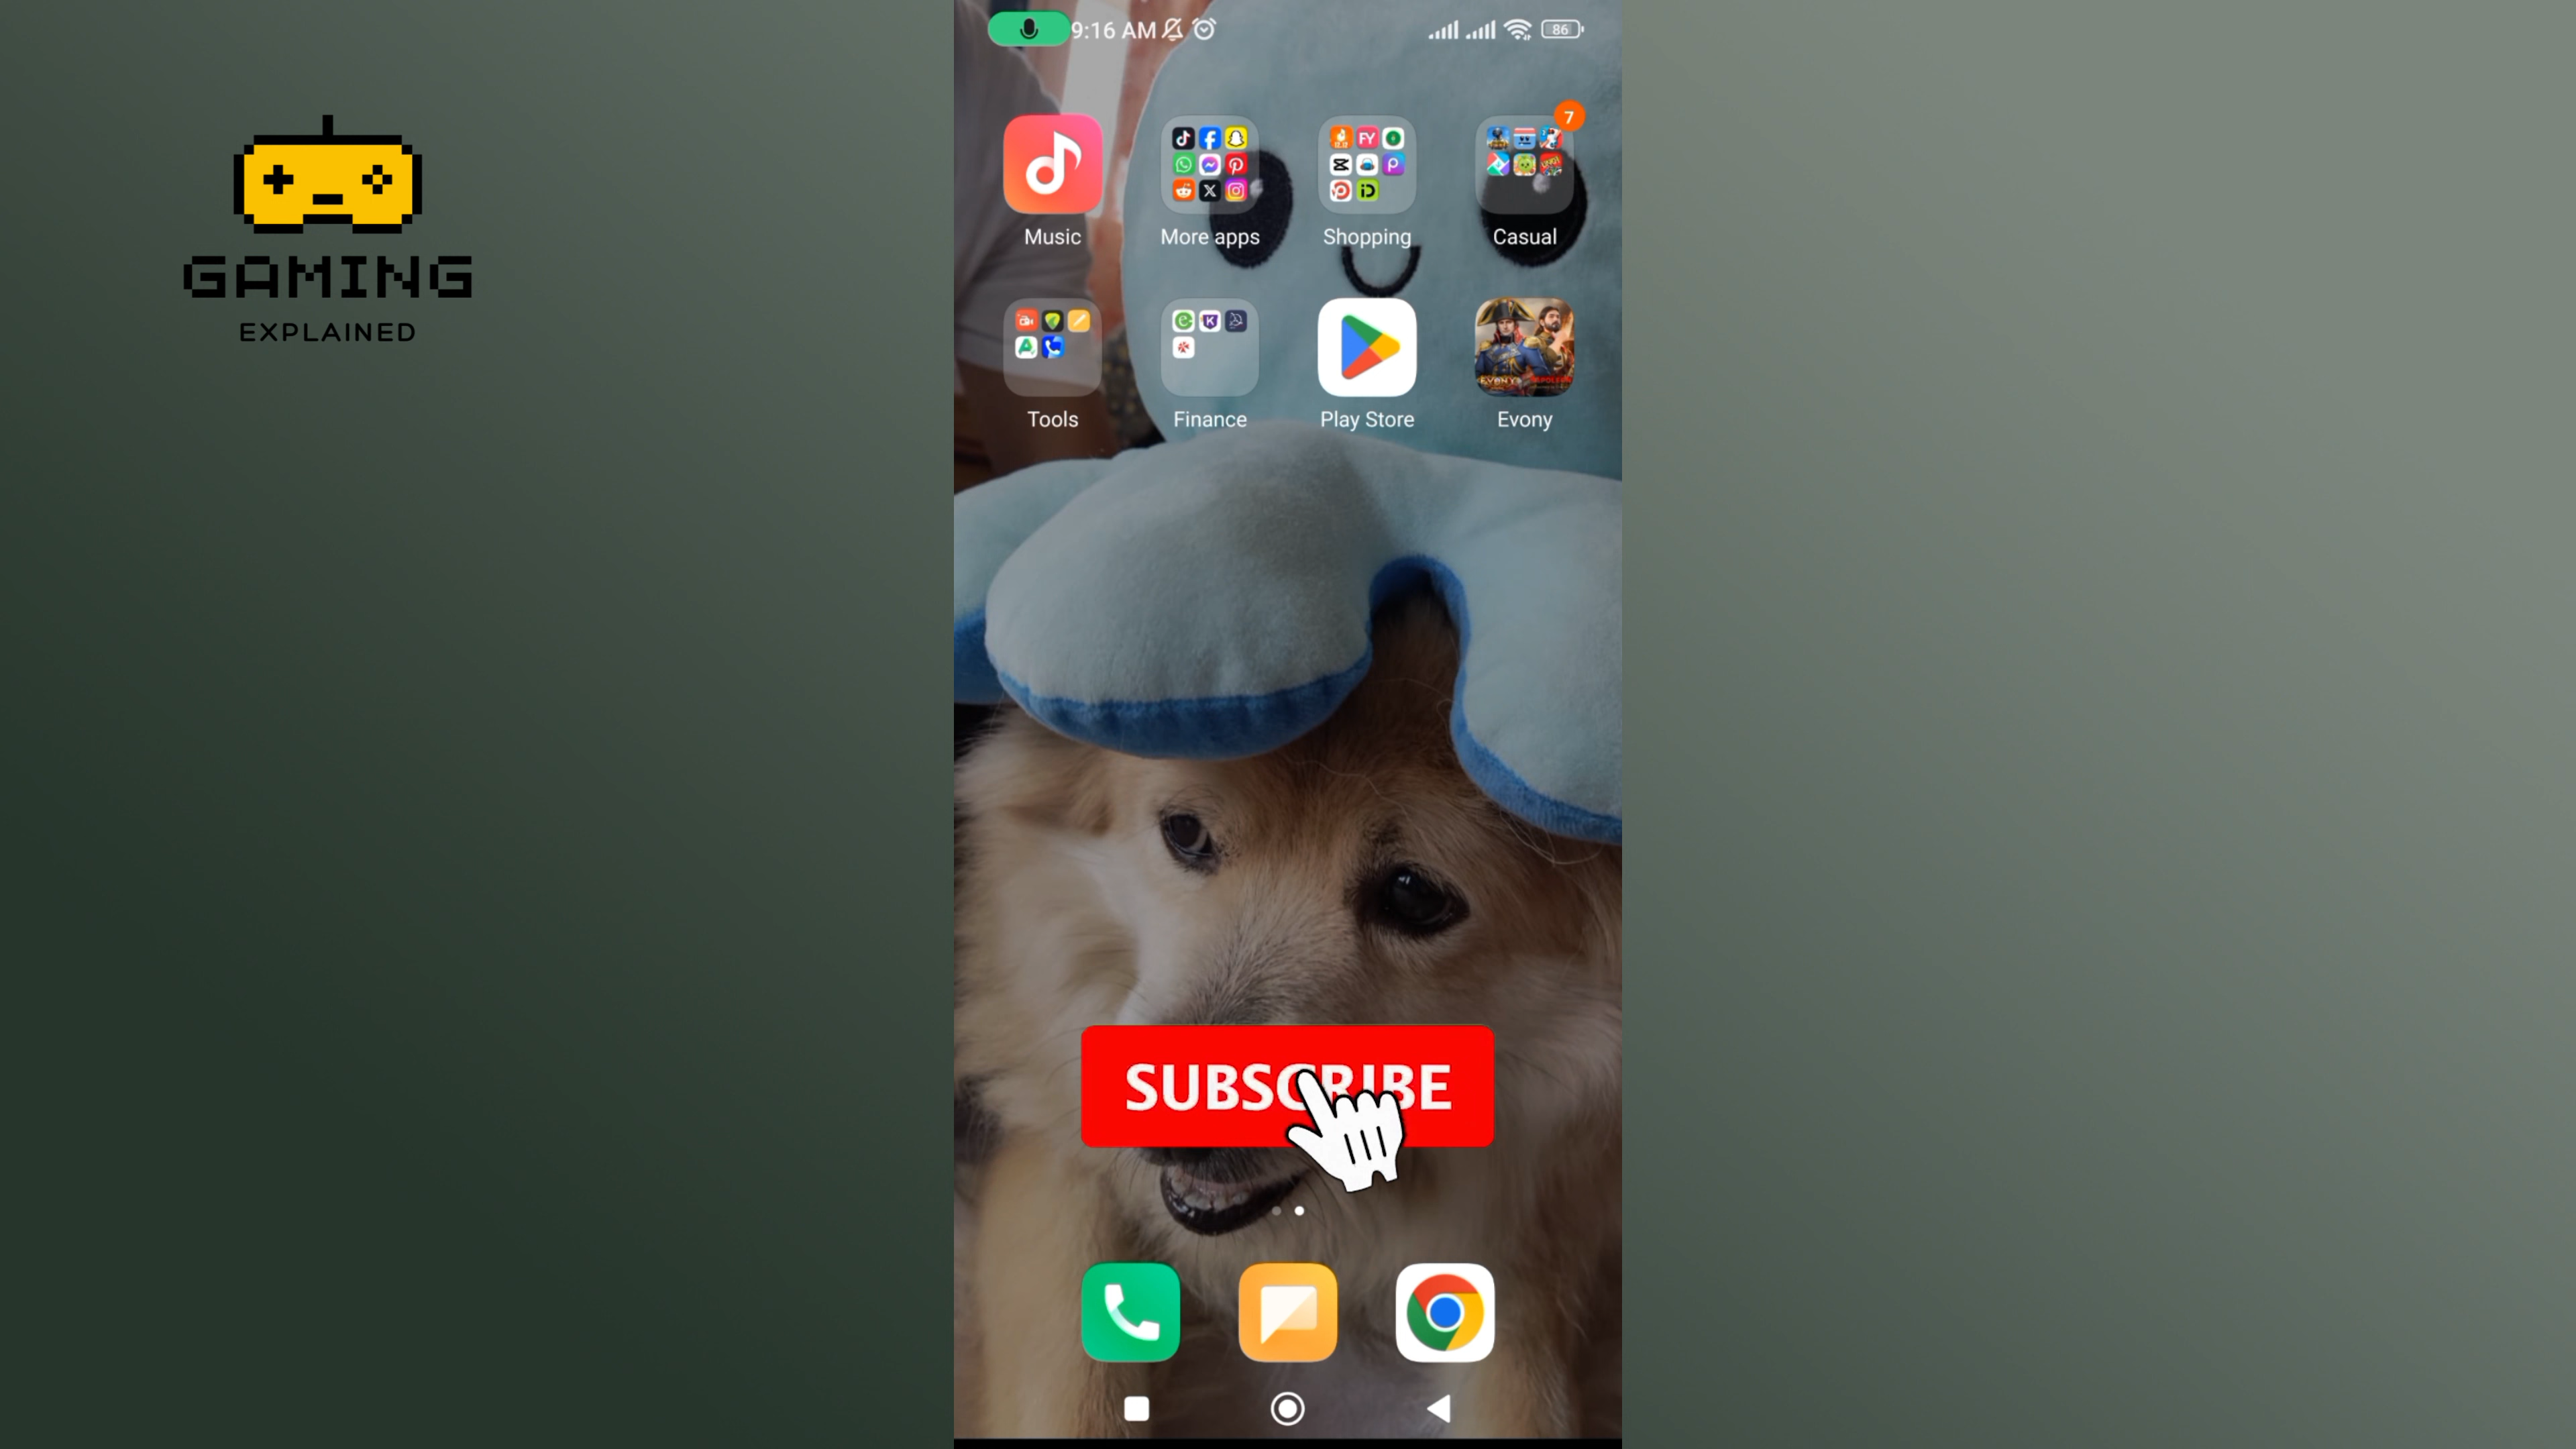 GAMING
EXPLAINED
9:16 AM
86
7
Music
More apps
Shopping
Casual
Tools
Finance
Play Store
Evony
SUBSCRIBE